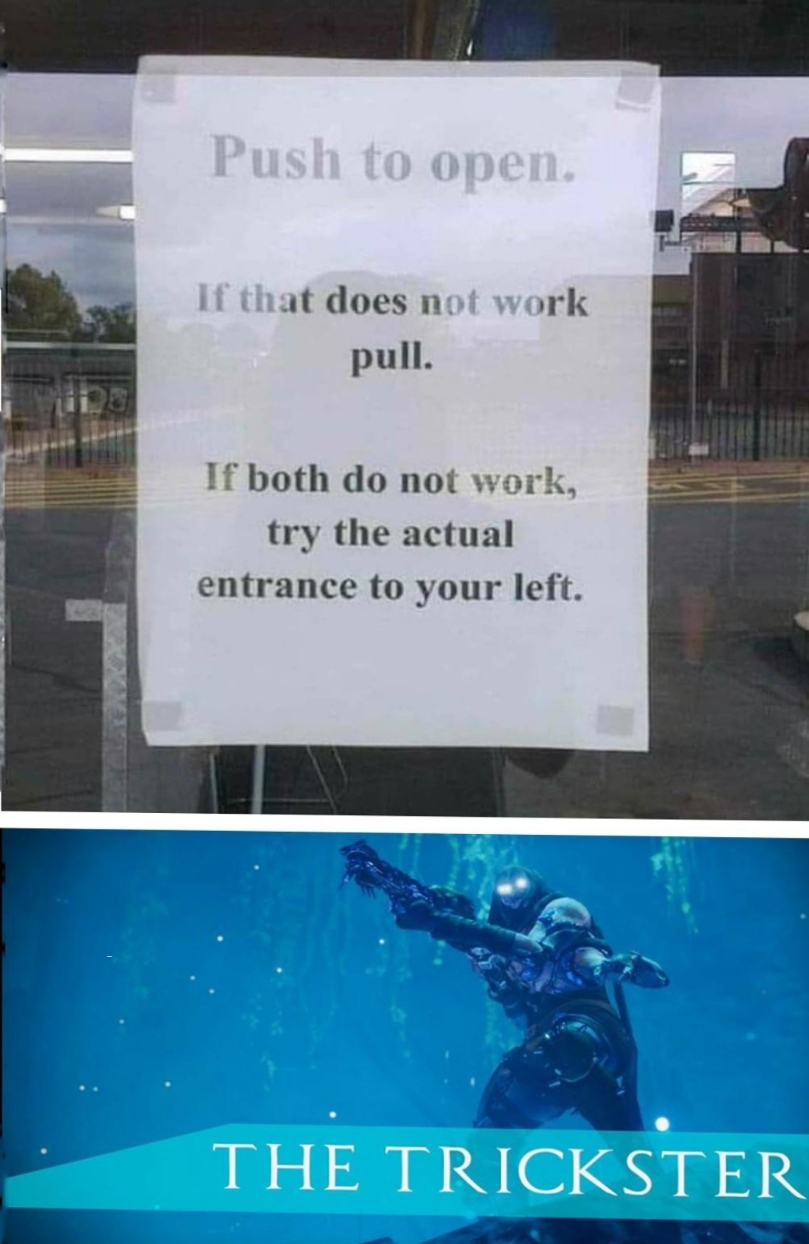 Push to open.
If that does not work
pull.
If both do not work,
try the actual
entrance to your left.
THE TRICKSTER